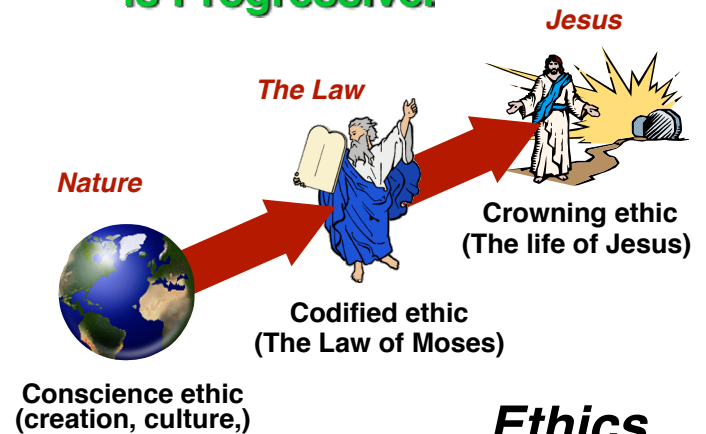 is Progressive.
Jesus
The Law
Nature
Crowning ethic
(The life of Jesus)
Codified ethic
(The Law of Moses)
Conscience ethic
(creation, culture,)
Ethics